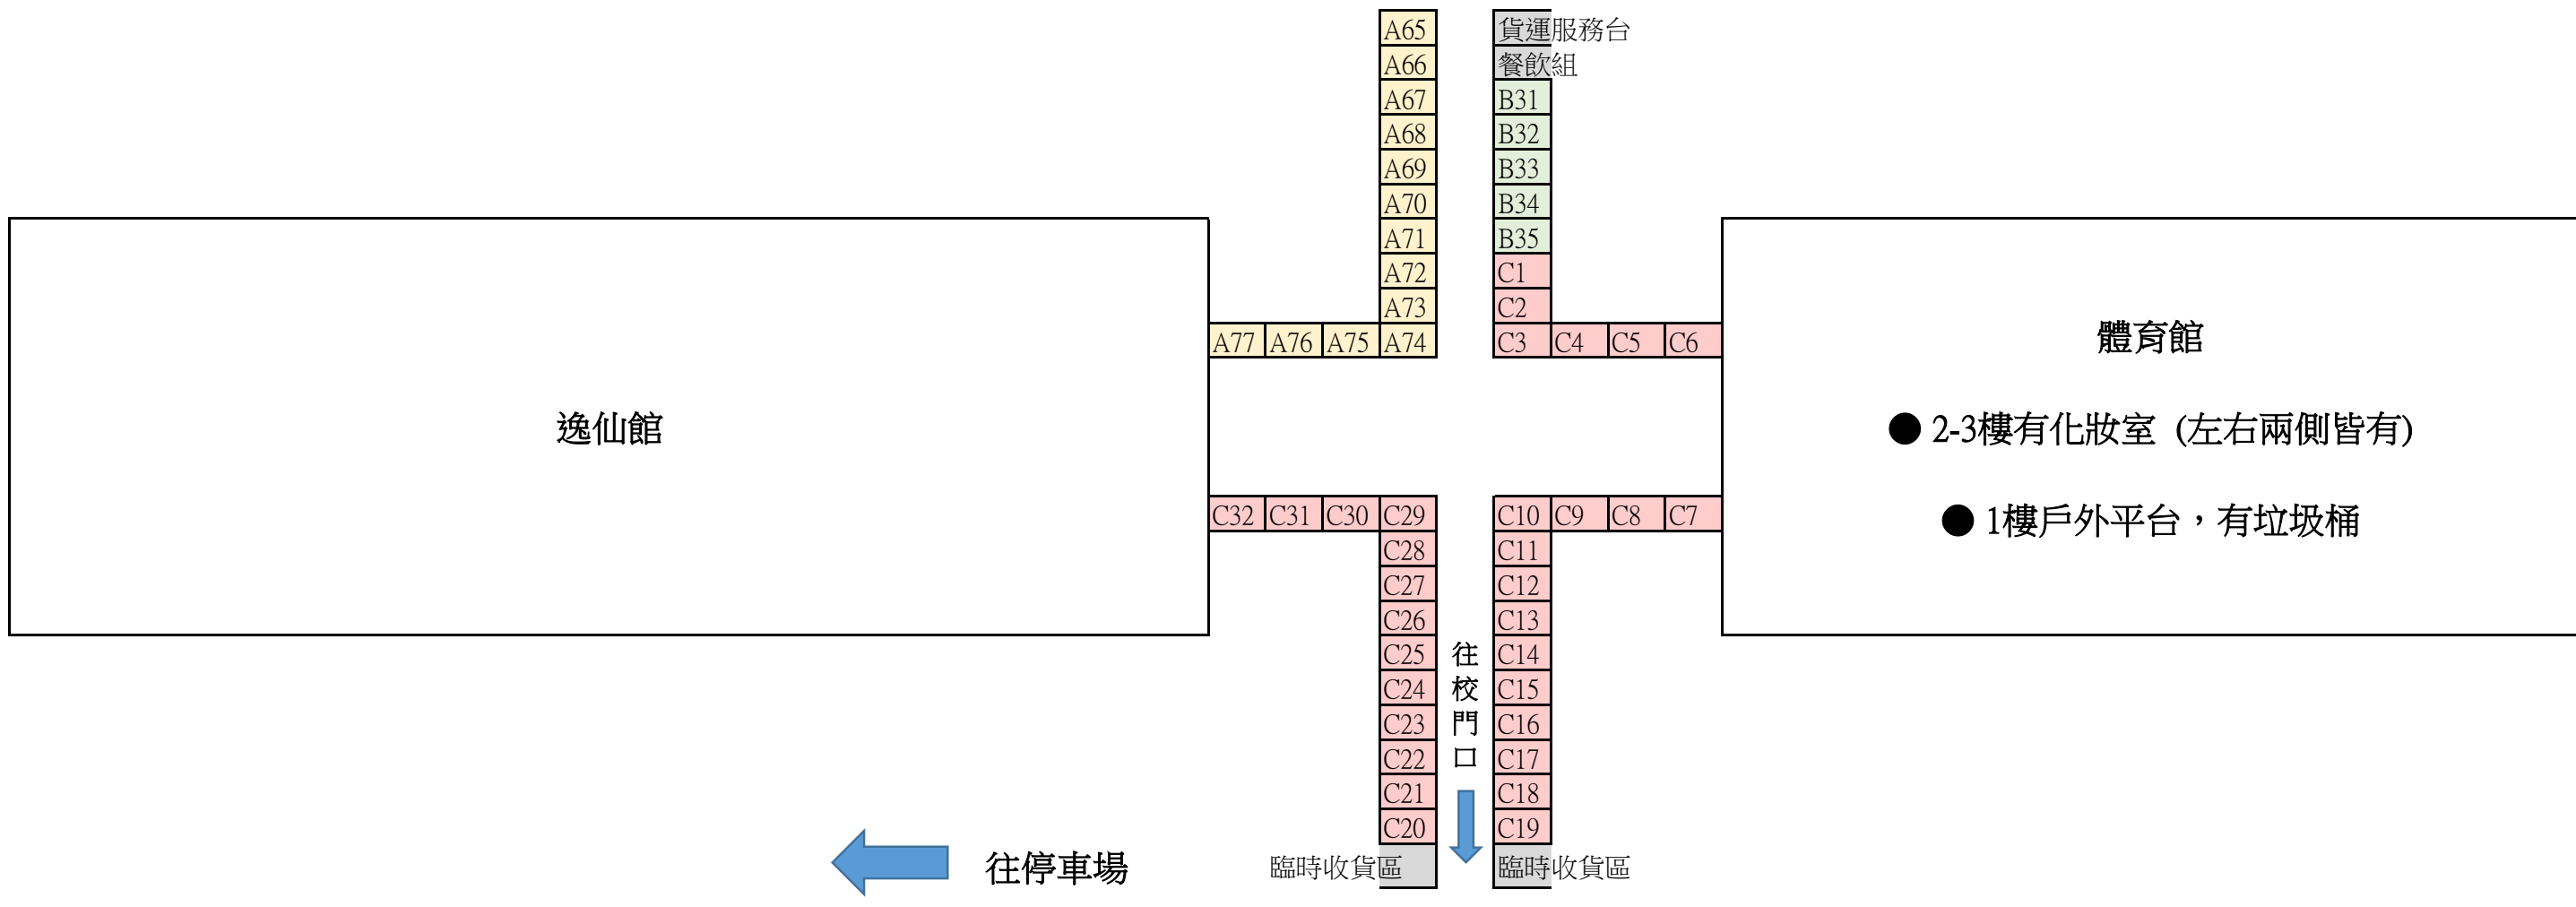 A65 貨運服務台
A66 餐飲組
A67 B31
A68 B32
A69 B33
A70 B34
A71 B35
A72 C1
A73 C2
A77 A76 A75 A74 C3 C4 C5 C6
體育館
逸仙館
● 2-3樓有化妝室 (左右兩側皆有)
C32 C31 C30 C29 C10 C9 C8 C7
● 1樓戶外平台，有垃圾桶
C28 C11
C27 C12
C26 C13
C25 C14
C24 C15
C23 C16
C22 C17
C21 C18
C20 C19
往校門口
往停車場
臨時收貨區 臨時收貨區